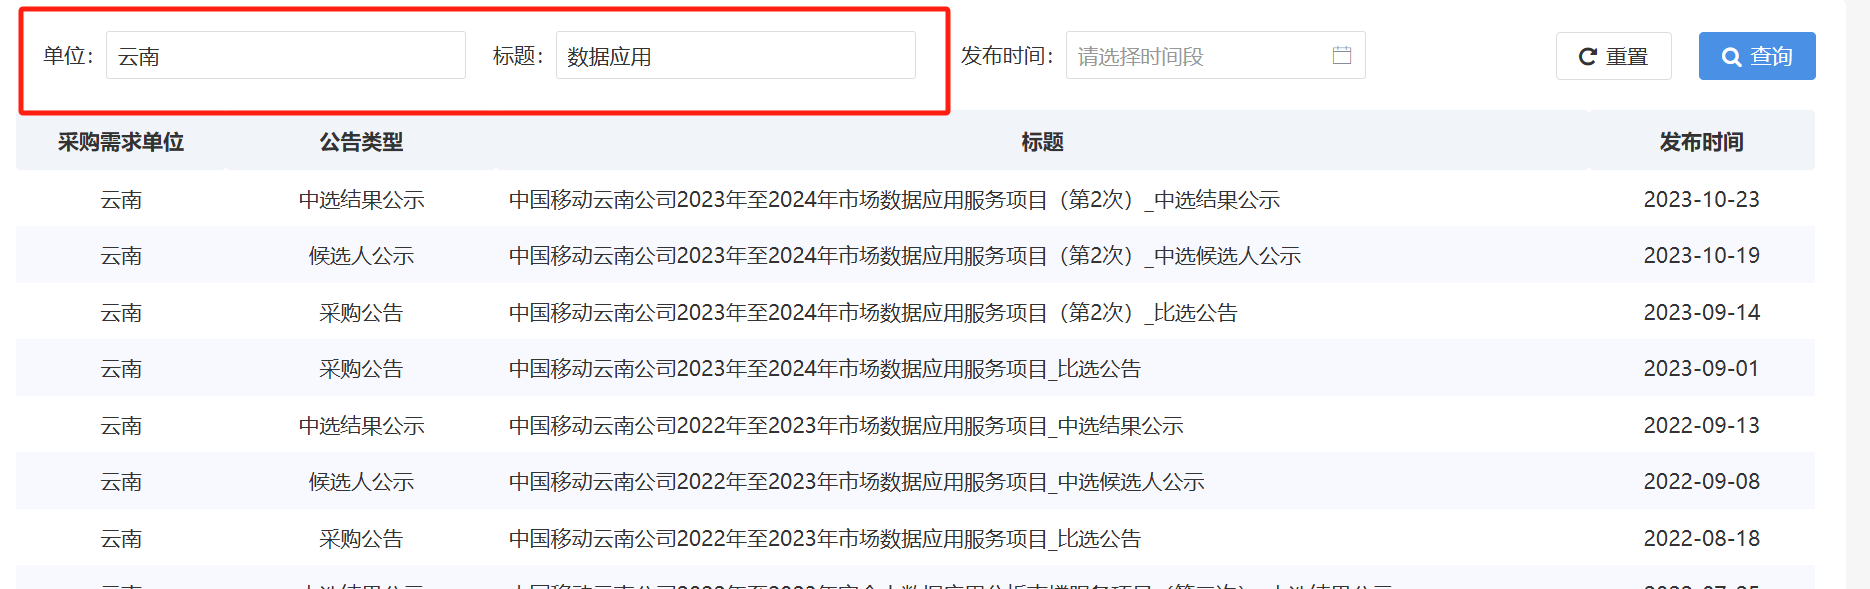 单位： 云南 标题： 数据应用 发布时间： 请选择时间段 重置 查询
采购需求单位 公告类型 标题 发布时间
云南 中选结果公示 中国移动云南公司2023年至2024年市场数据应用服务项目（第2次）_中选结果公示 2023-10-23
云南 候选人公示 中国移动云南公司2023年至2024年市场数据应用服务项目（第2次）_中选候选人公示 2023-10-19
云南 采购公告 中国移动云南公司2023年至2024年市场数据应用服务项目（第2次）_比选公告 2023-09-14
云南 采购公告 中国移动云南公司2023年至2024年市场数据应用服务项目_比选公告 2023-09-01
云南 中选结果公示 中国移动云南公司2022年至2023年市场数据应用服务项目_中选结果公示 2022-09-13
云南 候选人公示 中国移动云南公司2022年至2023年市场数据应用服务项目_中选候选人公示 2022-09-08
云南 采购公告 中国移动云南公司2022年至2023年市场数据应用服务项目_比选公告 2022-08-18